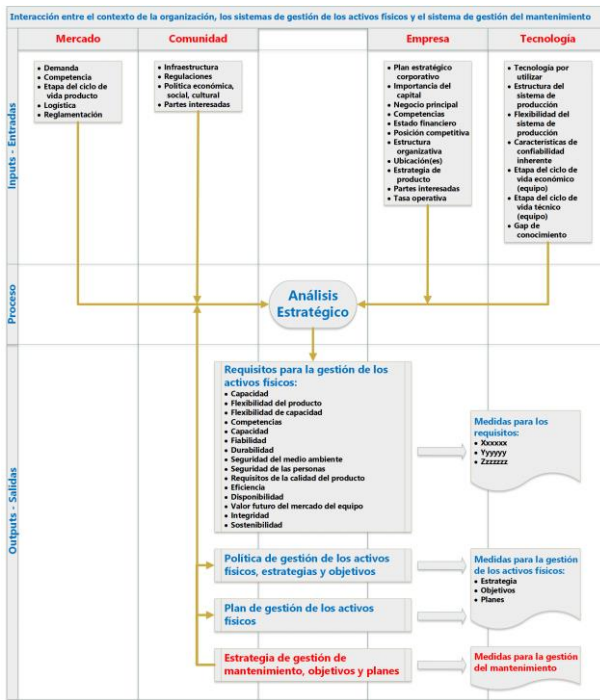 Interacción entre el contexto de la organización, los sistemas de gestión de los activos físicos y el sistema de gestión del mantenimiento
Mercado
Comunidad
Empresa
Tecnología
Inputs - Entradas
• Demanda
• Competencia
• Etapa del ciclo de
vida producto
• Logística
• Reglamentación
• Infraestructura
• Regulaciones
• Política económica,
social, cultural
• Partes interesadas
• Plan estratégico
corporativo
• Importancia del
capital
• Negocio principal
• Competencias
• Estado financiero
• Posición competitiva
• Estructura
organizativa
• Ubicación(es)
• Estrategia de
producto
• Partes interesadas
• Tasa operativa
• Tecnología por
utilizar
• Estructura del
sistema de
producción
• Flexibilidad del
sistema de
producción
• Características de
confiabilidad
inherente
• Etapa del ciclo de
vida económico
(equipo)
• Etapa del ciclo de
vida técnico
(equipo)
• Gap de
conocimiento
Proceso
Análisis
Estratégico
Outputs - Salidas
Requisitos para la gestión de los
activos físicos:
• Capacidad
• Flexibilidad del producto
• Flexibilidad de capacidad
• Competencias
• Capacidad
• Fiabilidad
• Durabilidad
• Seguridad del medio ambiente
• Seguridad de las personas
• Requisitos de la calidad del producto
• Eficiencia
• Disponibilidad
• Valor futuro del mercado del equipo
• Integridad
• Sostenibilidad
Medidas para los
requisitos:
• Xxxxxx
• Yyyyyy
• Zzzzzzz
Política de gestión de los activos
físicos, estrategias y objetivos
Plan de gestión de los activos
físicos
Medidas para la gestión
de los activos físicos:
• Estrategia
• Objetivos
• Planes
Estrategia de gestión de
mantenimiento, objetivos y planes
Medidas para la gestión
del mantenimiento